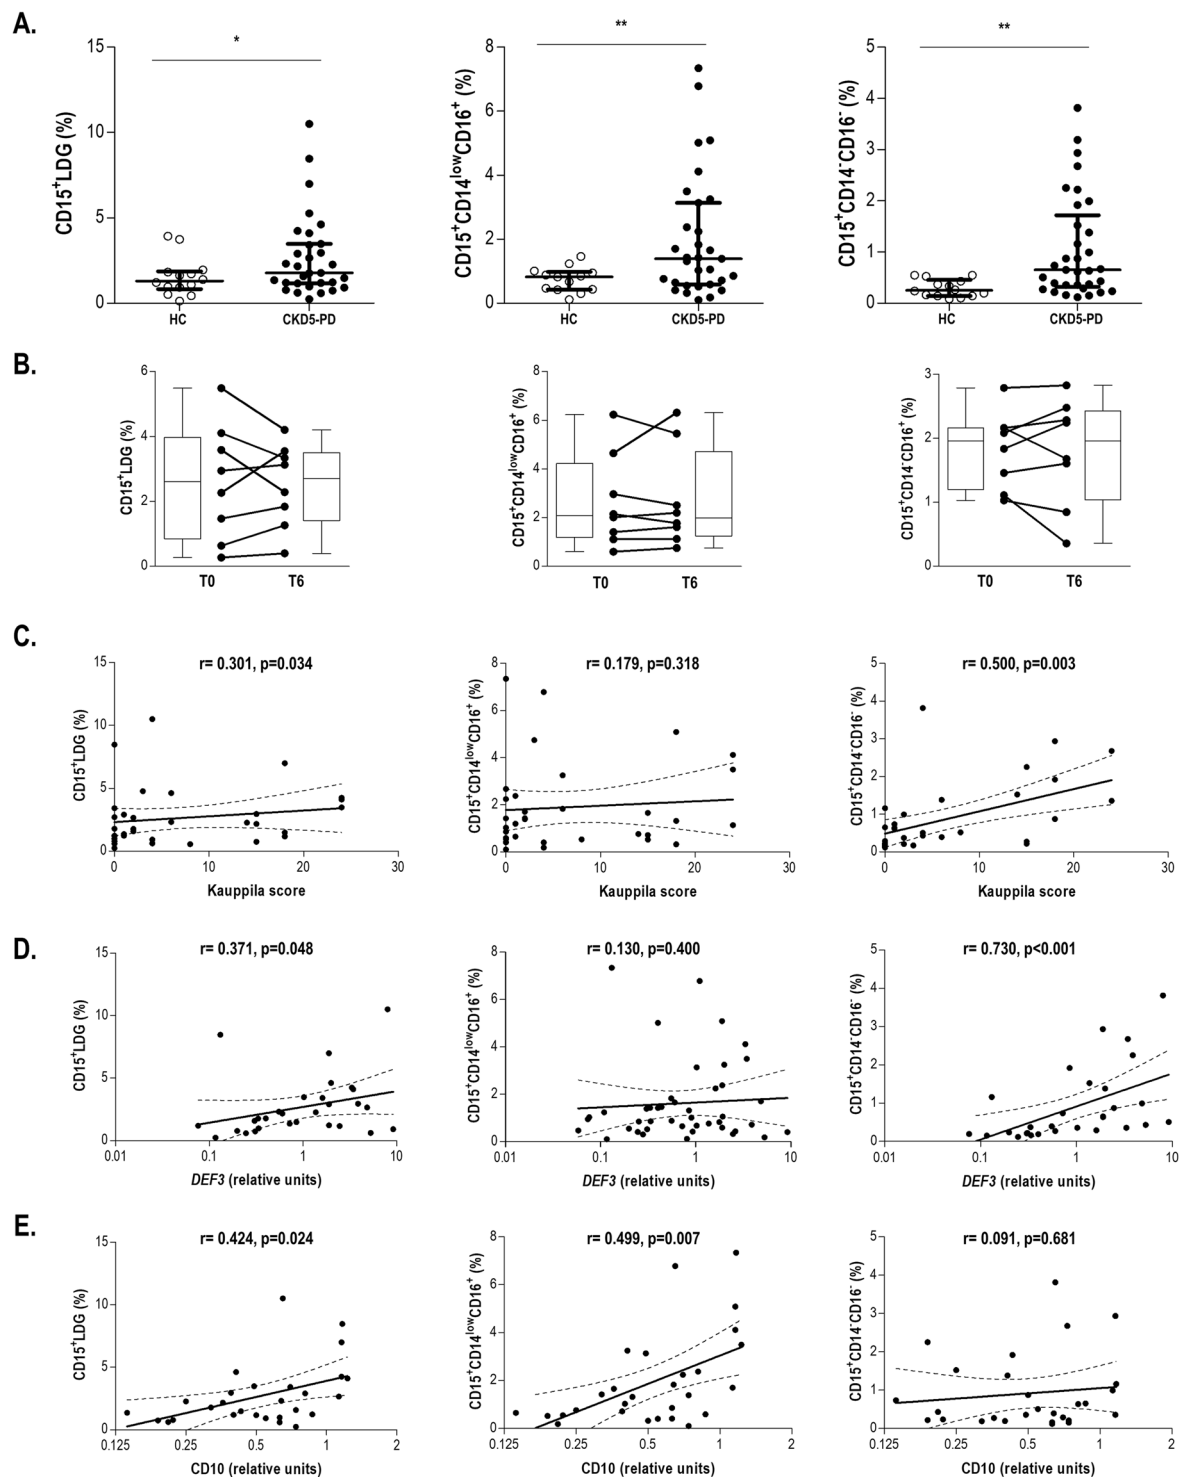 A.
*
**
**
CD15⁺LDG (%)
15
10
5
0
HC
CKD5-PD
CD15⁺CD14ˡᵒʷCD16⁺ (%)
8
6
4
2
0
HC
CKD5-PD
CD15⁺CD14⁻CD16⁻ (%)
5
4
3
2
1
0
HC
CKD5-PD
B.
CD15⁺LDG (%)
6
4
2
0
T0
T6
CD15⁺CD14ˡᵒʷCD16⁺ (%)
8
6
4
2
0
T0
T6
CD15⁺CD14⁻CD16⁺ (%)
3
2
1
0
T0
T6
C.
r= 0.301, p=0.034
CD15⁺LDG (%)
15
10
5
0
0
10
20
30
Kauppila score
r= 0.179, p=0.318
CD15⁺CD14ˡᵒʷCD16⁺ (%)
8
6
4
2
0
0
10
20
30
Kauppila score
r= 0.500, p=0.003
CD15⁺CD14⁻CD16⁻ (%)
5
4
3
2
1
0
0
10
20
30
Kauppila score
D.
r= 0.371, p=0.048
CD15⁺LDG (%)
15
10
5
0
0.01
0.1
1
10
DEF3 (relative units)
r= 0.130, p=0.400
CD15⁺CD14ˡᵒʷCD16⁺ (%)
8
6
4
2
0
0.01
0.1
1
10
DEF3 (relative units)
r= 0.730, p<0.001
CD15⁺CD14⁻CD16⁻ (%)
5
4
3
2
1
0
0.01
0.1
1
10
DEF3 (relative units)
E.
r= 0.424, p=0.024
CD15⁺LDG (%)
15
10
5
0
0.125
0.25
0.5
1
2
CD10 (relative units)
r= 0.499, p=0.007
CD15⁺CD14ˡᵒʷCD16⁺ (%)
8
6
4
2
0
0.125
0.25
0.5
1
2
CD10 (relative units)
r= 0.091, p=0.681
CD15⁺CD14⁻CD16⁻ (%)
5
4
3
2
1
0
0.125
0.25
0.5
1
2
CD10 (relative units)